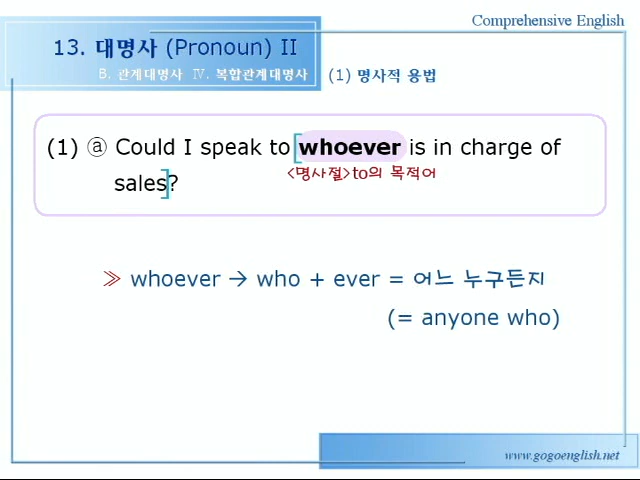 Comprehensive English
13. 대명사 (Pronoun) II
B. 관계대명사 Ⅳ. 복합관계대명사 (1) 명사적 용법
(1) ⓐ Could I speak to [whoever is in charge of
sales]?
<명사절>to의 목적어
≫ whoever → who + ever = 어느 누구든지
(= anyone who)
www.gogoenglish.net